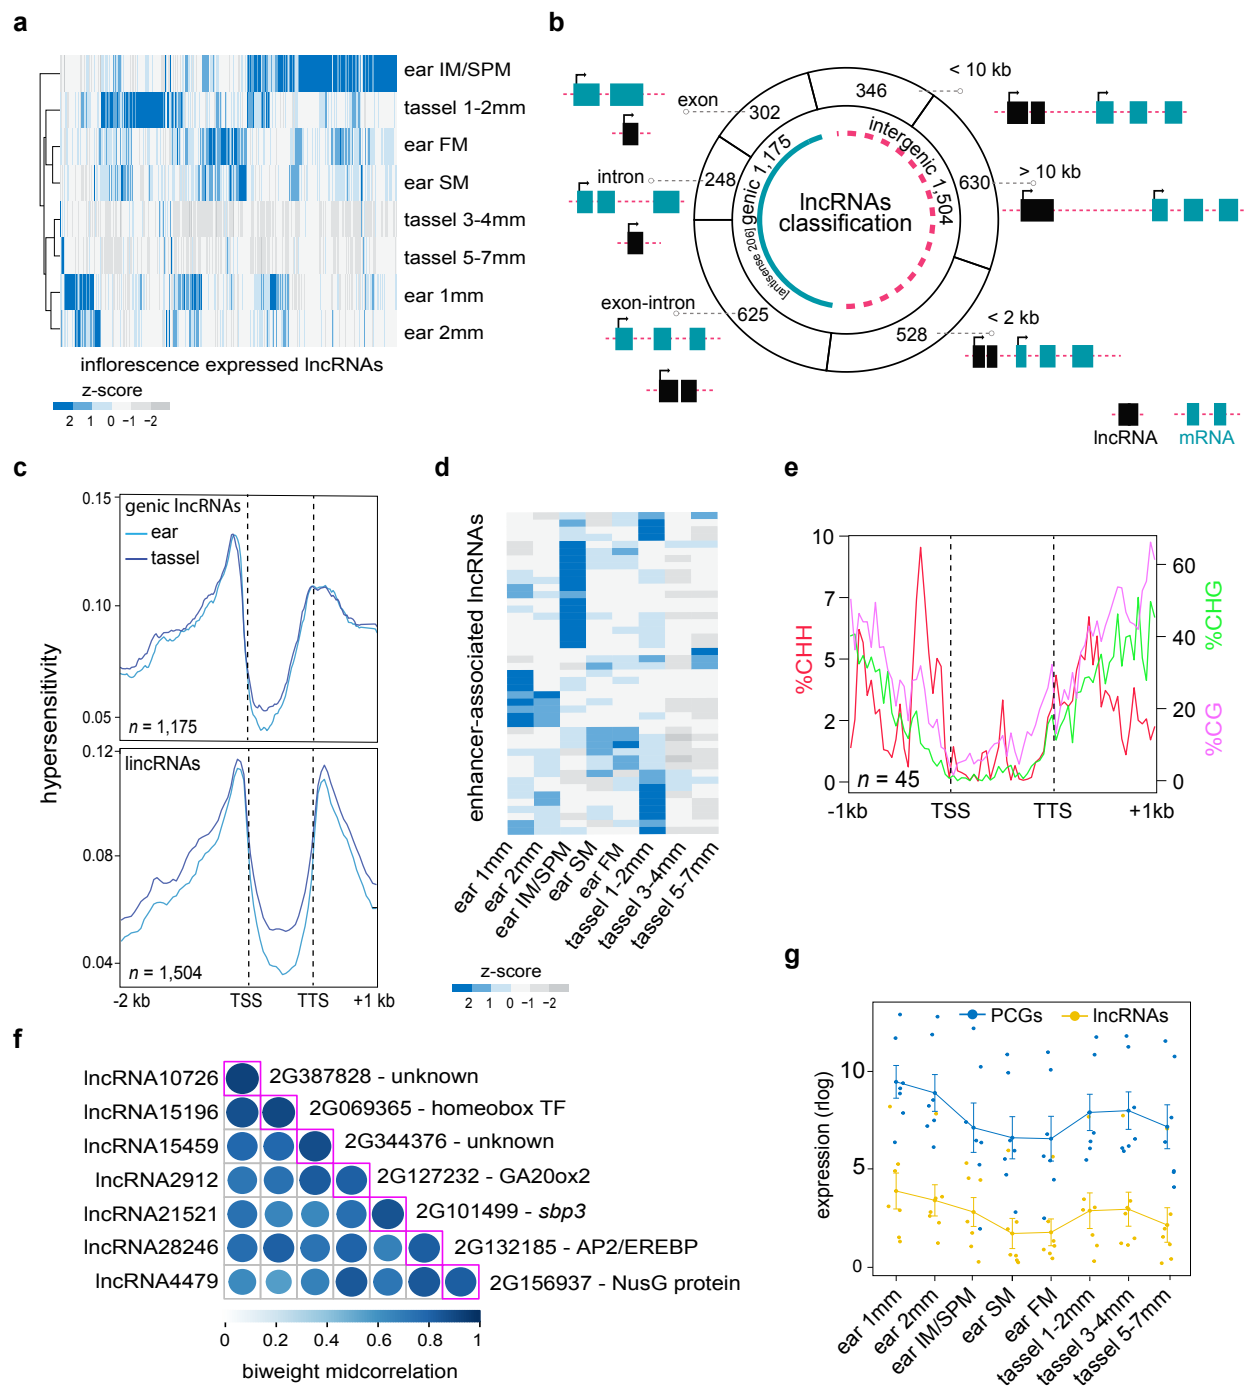 a
ear IM/SPM
tassel 1-2mm
ear FM
ear SM
tassel 3-4mm
tassel 5-7mm
ear 1mm
ear 2mm
inflorescence expressed lncRNAs
z-score
2 1 0 −1 −2
b
exon
302
346
< 10 kb
intron
248
630
> 10 kb
exon-intron
625
528
< 2 kb
genic 1,175
[antisense 206]
intergenic 1,504
lncRNAs
classification
lncRNA
mRNA
c
genic lncRNAs
ear
tassel
0.15
0.10
0.05
n = 1,175
hypersensitivity
lincRNAs
0.12
0.08
0.04
n = 1,504
-2 kb TSS TTS +1 kb
d
enhancer-associated lncRNAs
ear 1mm
ear 2mm
ear IM/SPM
ear SM
ear FM
tassel 1-2mm
tassel 3-4mm
tassel 5-7mm
z-score
2 1 0 −1 −2
e
%CHH
10
7
5
2
0
n = 45
60
40
20
0
%CHG
%CG
-1kb TSS TTS +1kb
f
lncRNA10726 2G387828 - unknown
lncRNA15196 2G069365 - homeobox TF
lncRNA15459 2G344376 - unknown
lncRNA2912 2G127232 - GA20ox2
lncRNA21521 2G101499 - sbp3
lncRNA28246 2G132185 - AP2/EREBP
lncRNA4479 2G156937 - NusG protein
0 0.2 0.4 0.6 0.8 1
biweight midcorrelation
g
PCGs lncRNAs
expression (rlog)
10
5
0
ear 1mm
ear 2mm
ear IM/SPM
ear SM
ear FM
tassel 1-2mm
tassel 3-4mm
tassel 5-7mm